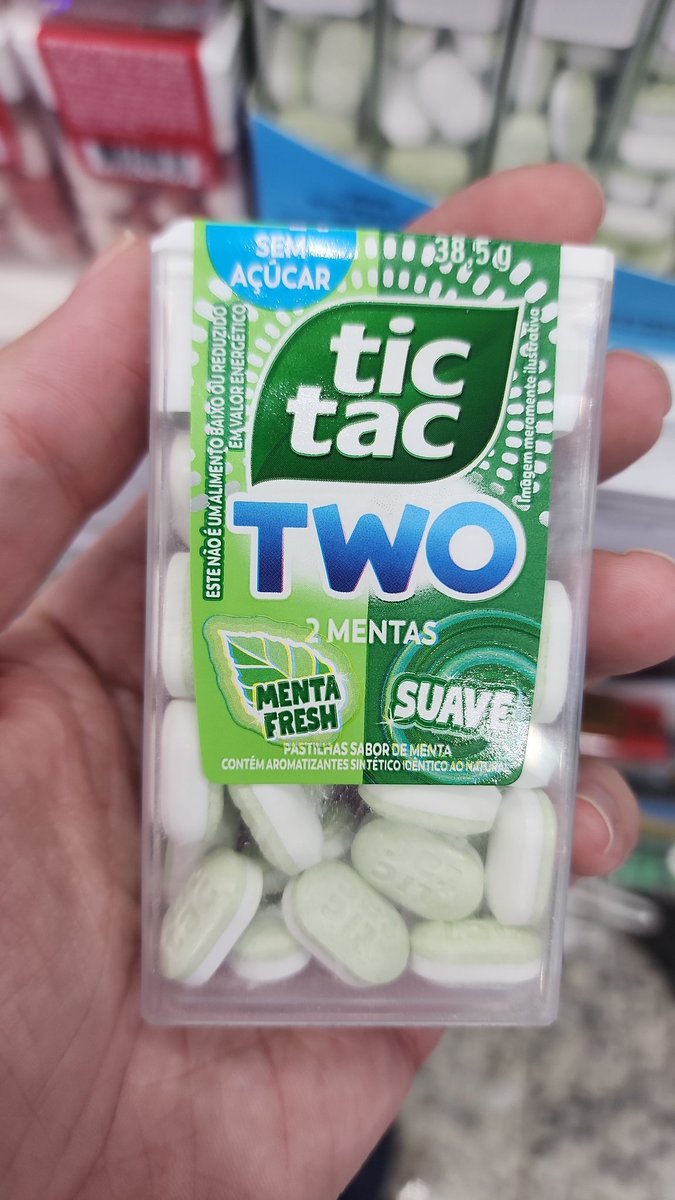 SEM
AÇÚCAR
38,5 g
ESTE NÃO É UM ALIMENTO BAIXO OU REDUZIDO
EM VALOR ENERGÉTICO
tic
tac
Imagem meramente ilustrativa
TWO
2 MENTAS
MENTA
FRESH
SUAVE
PASTILHAS SABOR DE MENTA
CONTÉM AROMATIZANTES SINTÉTICO IDÊNTICO AO NATURAL